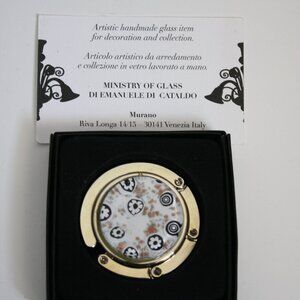 Artistic handmade glass item
for decoration and collection.
Articolo artistico da arredamento
e collezione in vetro lavorato a mano.
MINISTRY OF GLASS
DI EMANUELE DI CATALDO
Murano
Riva Longa 14/15 – 30141 Venezia Italy